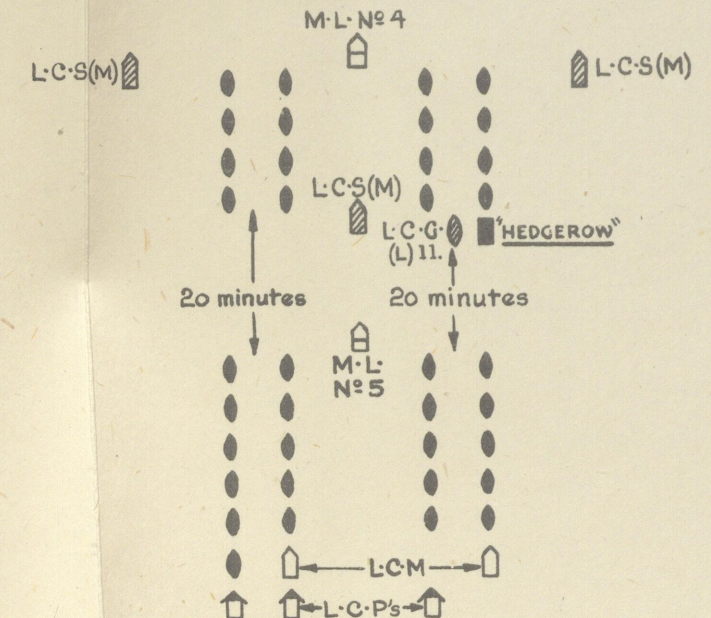 M·L·Nº4
L·C·S(M)
L·C·S(M)
L·C·S(M)
L·C·G·
(L) 11.
"HEDGEROW"
20 minutes
20 minutes
M·L·
Nº5
L·C·M
L·C·P's